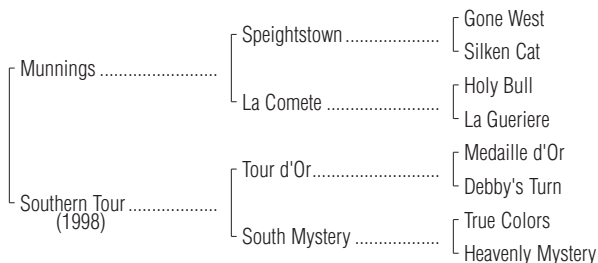 Gone West
Speightstown
Silken Cat
Munnings
Holy Bull
La Comete
La Gueriere
Medaille d'Or
Tour d'Or
Debby's Turn
Southern Tour
(1998)
True Colors
South Mystery
Heavenly Mystery